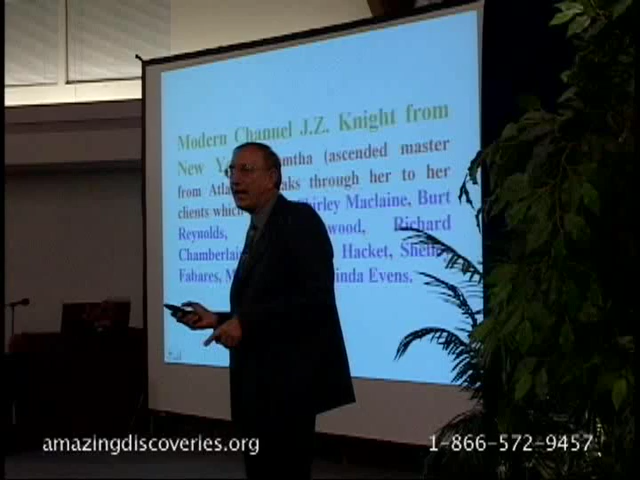 Modern Channel J.Z. Knight from
New Y mtha (ascended master
from Atla aks through her to her
clients whic hirley Maclaine, Burt
Reynolds, wood, Richard
Chamberlai Hacket, Shelle
Fabares, M inda Evens.
amazingdiscoveries.org
1-866-572-9457